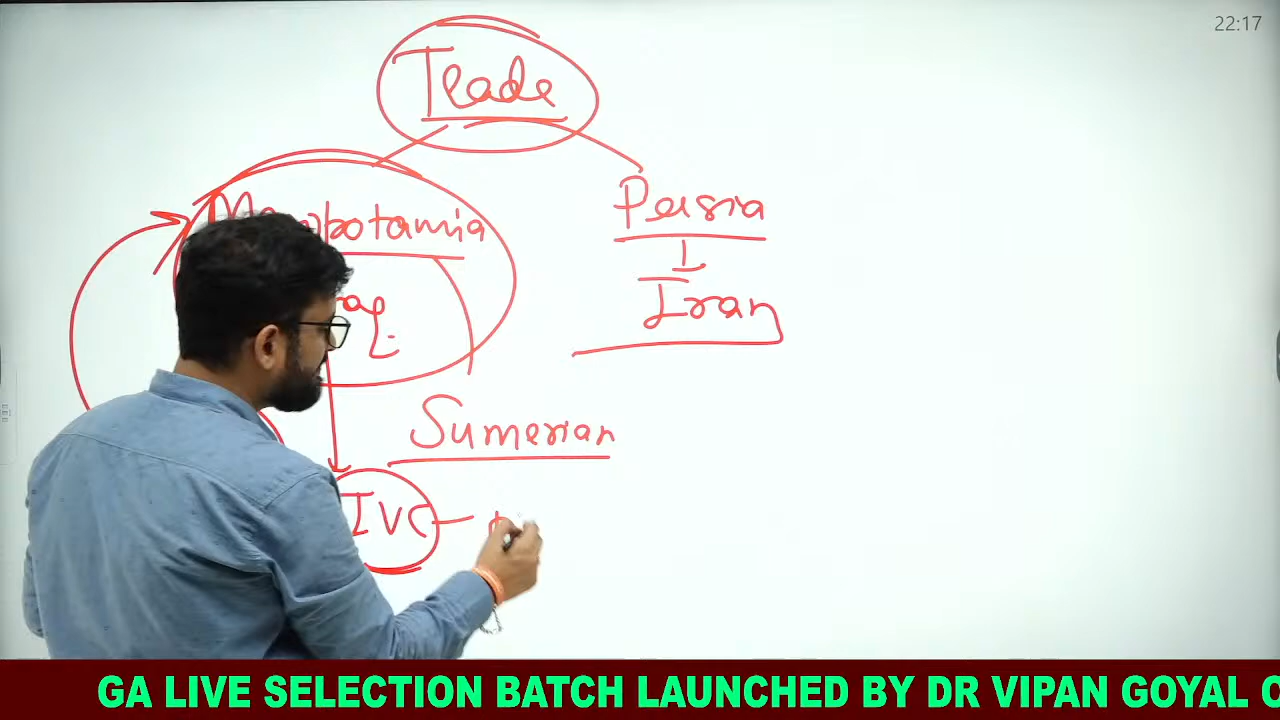 22:17
Trade
Persia
Iran
Sumerian
IVC -
GA LIVE SELECTION BATCH LAUNCHED BY DR VIPAN GOYAL